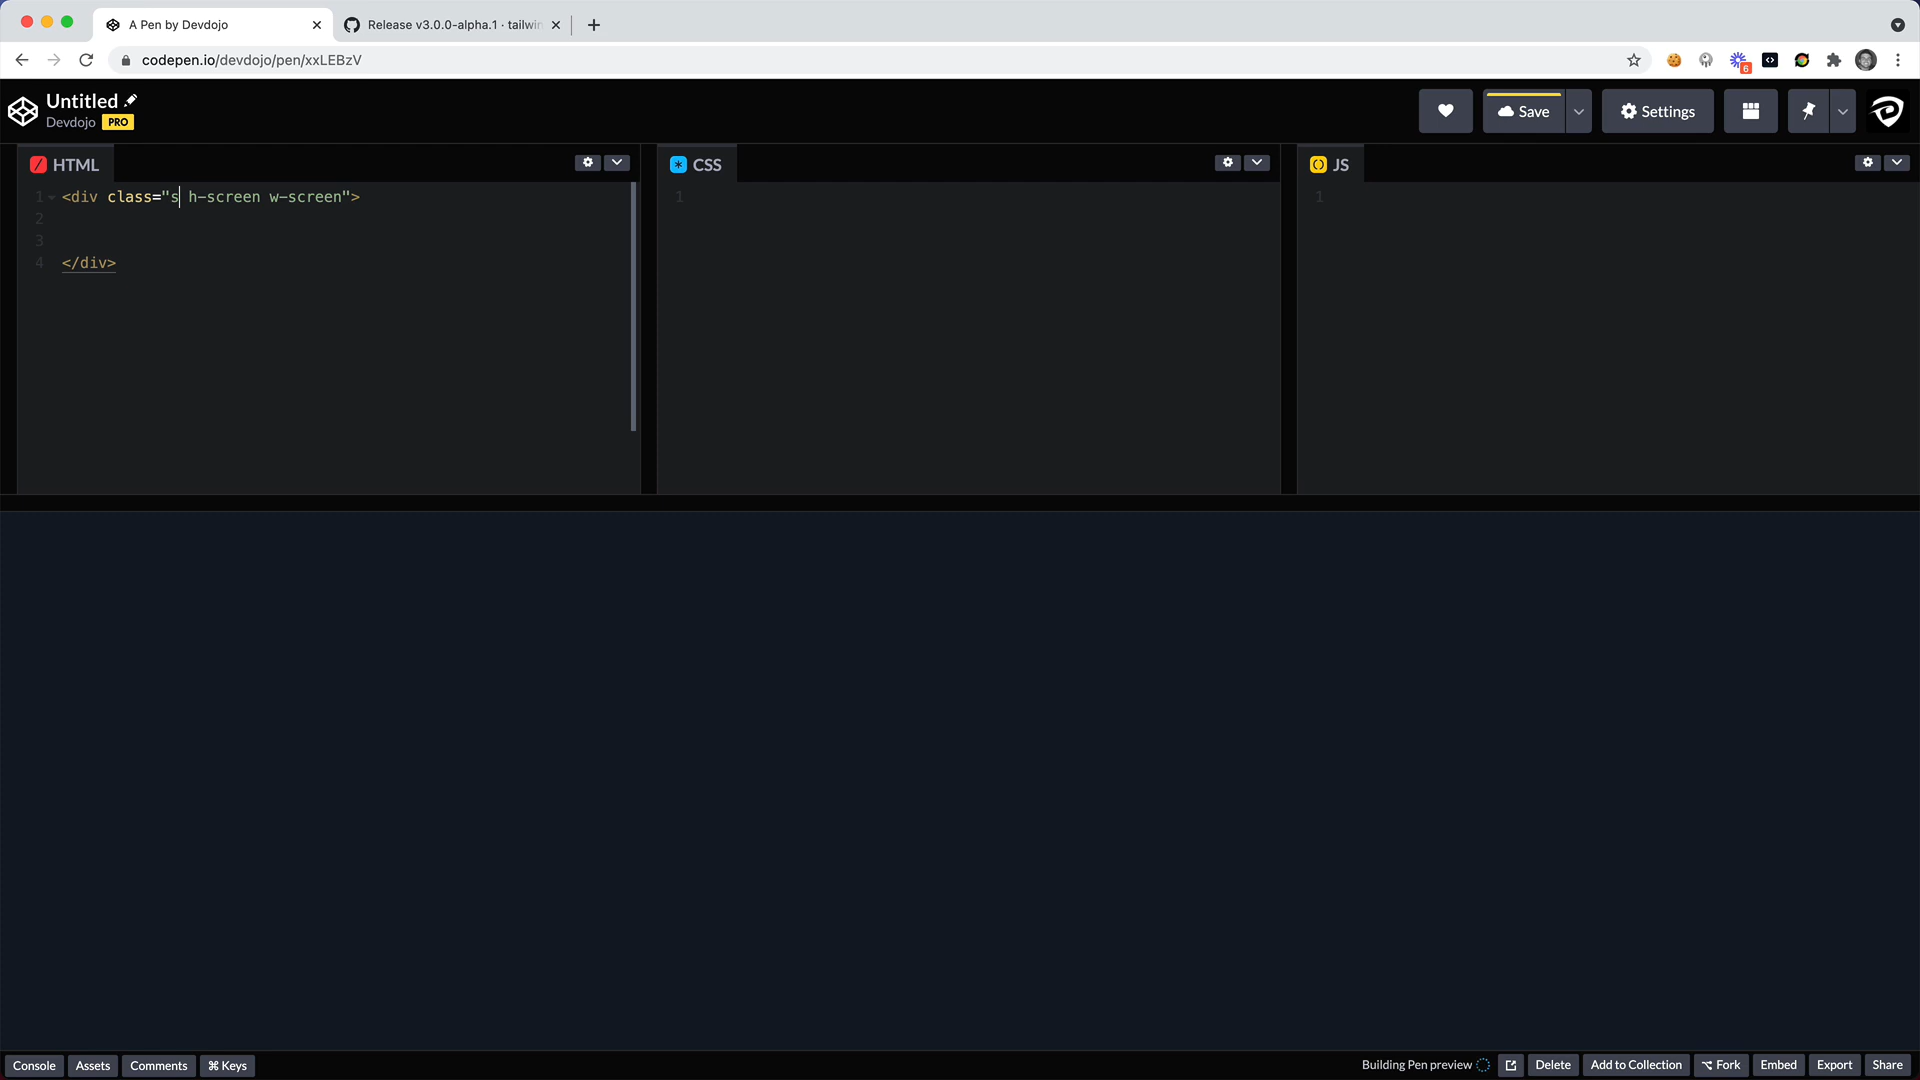 A Pen by Devdojo
Release v3.0.0-alpha.1 · tailwin
codepen.io/devdojo/pen/xxLEBzV
6
Untitled
Devdojo PRO
Save
Settings
HTML
CSS
JS
1 <div class="s h-screen w-screen">
2
3
4 </div>
1
1
Console
Assets
Comments
⌘ Keys
Building Pen preview
Delete
Add to Collection
Fork
Embed
Export
Share